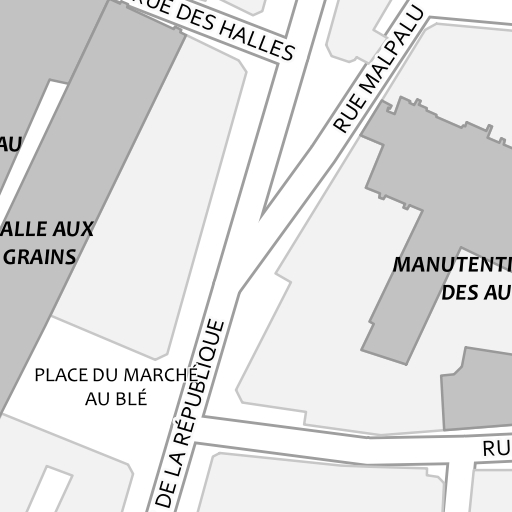 RUE DES HALLES
RUE MALPALU
AU
ALLE AUX
GRAINS
MANUTENTI
DES AU
PLACE DU MARCHÉ
AU BLÉ
DE LA RÉPUBLIQUE
RU